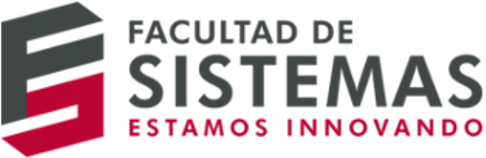 FACULTAD DE
SISTEMAS
ESTAMOS INNOVANDO